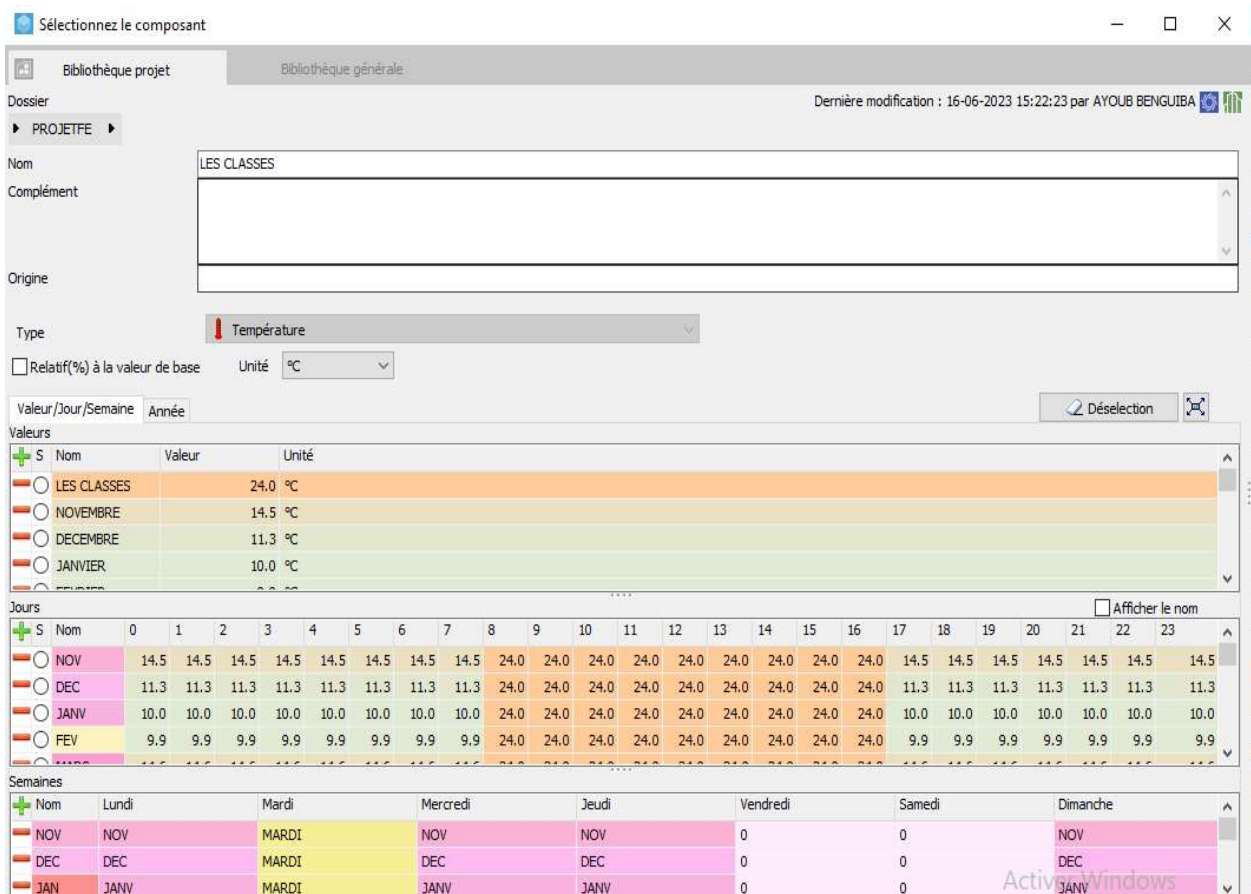 Sélectionnez le composant
Bibliothèque projet Bibliothèque générale
Dossier Dernière modification : 16-06-2023 15:22:23 par AYOUB BENGUIBA
PROJETFE
Nom LES CLASSES
Complément
Origine
Type Température
Relatif(%) à la valeur de base Unité °C
Valeur/Jour/Semaine Année Déselection
Valeurs
S Nom Valeur Unité
LES CLASSES 24.0 °C
NOVEMBRE 14.5 °C
DECEMBRE 11.3 °C
JANVIER 10.0 °C
Jours Afficher le nom
S Nom 0 1 2 3 4 5 6 7 8 9 10 11 12 13 14 15 16 17 18 19 20 21 22 23
NOV 14.5 14.5 14.5 14.5 14.5 14.5 14.5 14.5 24.0 24.0 24.0 24.0 24.0 24.0 24.0 24.0 24.0 14.5 14.5 14.5 14.5 14.5 14.5 14.5
DEC 11.3 11.3 11.3 11.3 11.3 11.3 11.3 11.3 24.0 24.0 24.0 24.0 24.0 24.0 24.0 24.0 24.0 11.3 11.3 11.3 11.3 11.3 11.3 11.3
JANV 10.0 10.0 10.0 10.0 10.0 10.0 10.0 10.0 24.0 24.0 24.0 24.0 24.0 24.0 24.0 24.0 24.0 10.0 10.0 10.0 10.0 10.0 10.0 10.0
FEV 9.9 9.9 9.9 9.9 9.9 9.9 9.9 9.9 24.0 24.0 24.0 24.0 24.0 24.0 24.0 24.0 24.0 9.9 9.9 9.9 9.9 9.9 9.9 9.9
Semaines
Nom Lundi Mardi Mercredi Jeudi Vendredi Samedi Dimanche
NOV NOV MARDI NOV NOV 0 0 NOV
DEC DEC MARDI DEC DEC 0 0 DEC
JAN JANV MARDI JANV JANV 0 0 JANV
Activer Windows